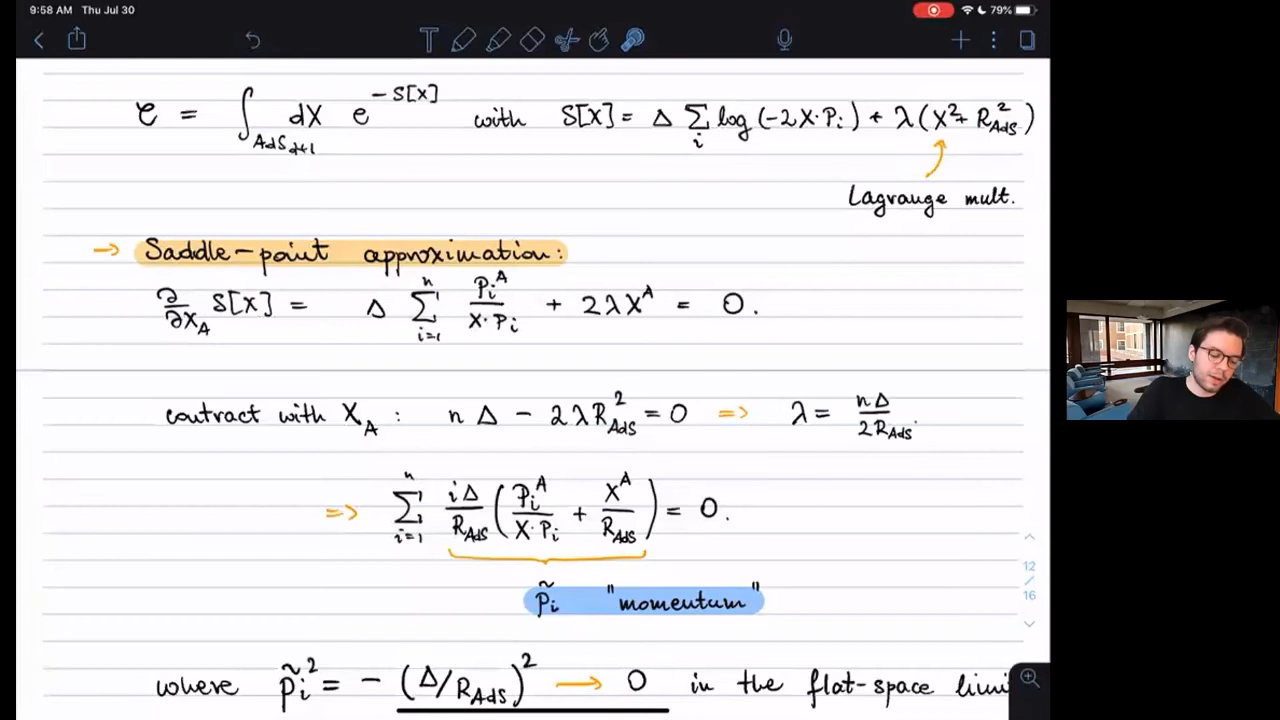 9:58 AM Thu Jul 30
79%
𝒞 = ∫_{AdS_{d+1}} dX e^{-S[X]} with S[X] = Δ Σ_i log(-2X·P_i) + λ(X²+ R²_{AdS})
Lagrange mult.
→ Saddle-point approximation:
∂/∂X_A S[X] = Δ Σ_{i=1}^{n} P_i^A/(X·P_i) + 2λX^A = 0.
contract with X_A : nΔ - 2λR²_{AdS} = 0 => λ = nΔ/2R_{AdS}.
=> Σ_{i=1}^{n} iΔ/R_{AdS} (P_i^A/(X·P_i) + X^A/R_{AdS}) = 0.
p̃_i "momentum"
12
/
16
where p̃_i² = - (Δ/R_{AdS})² → 0 in the flat-space limi